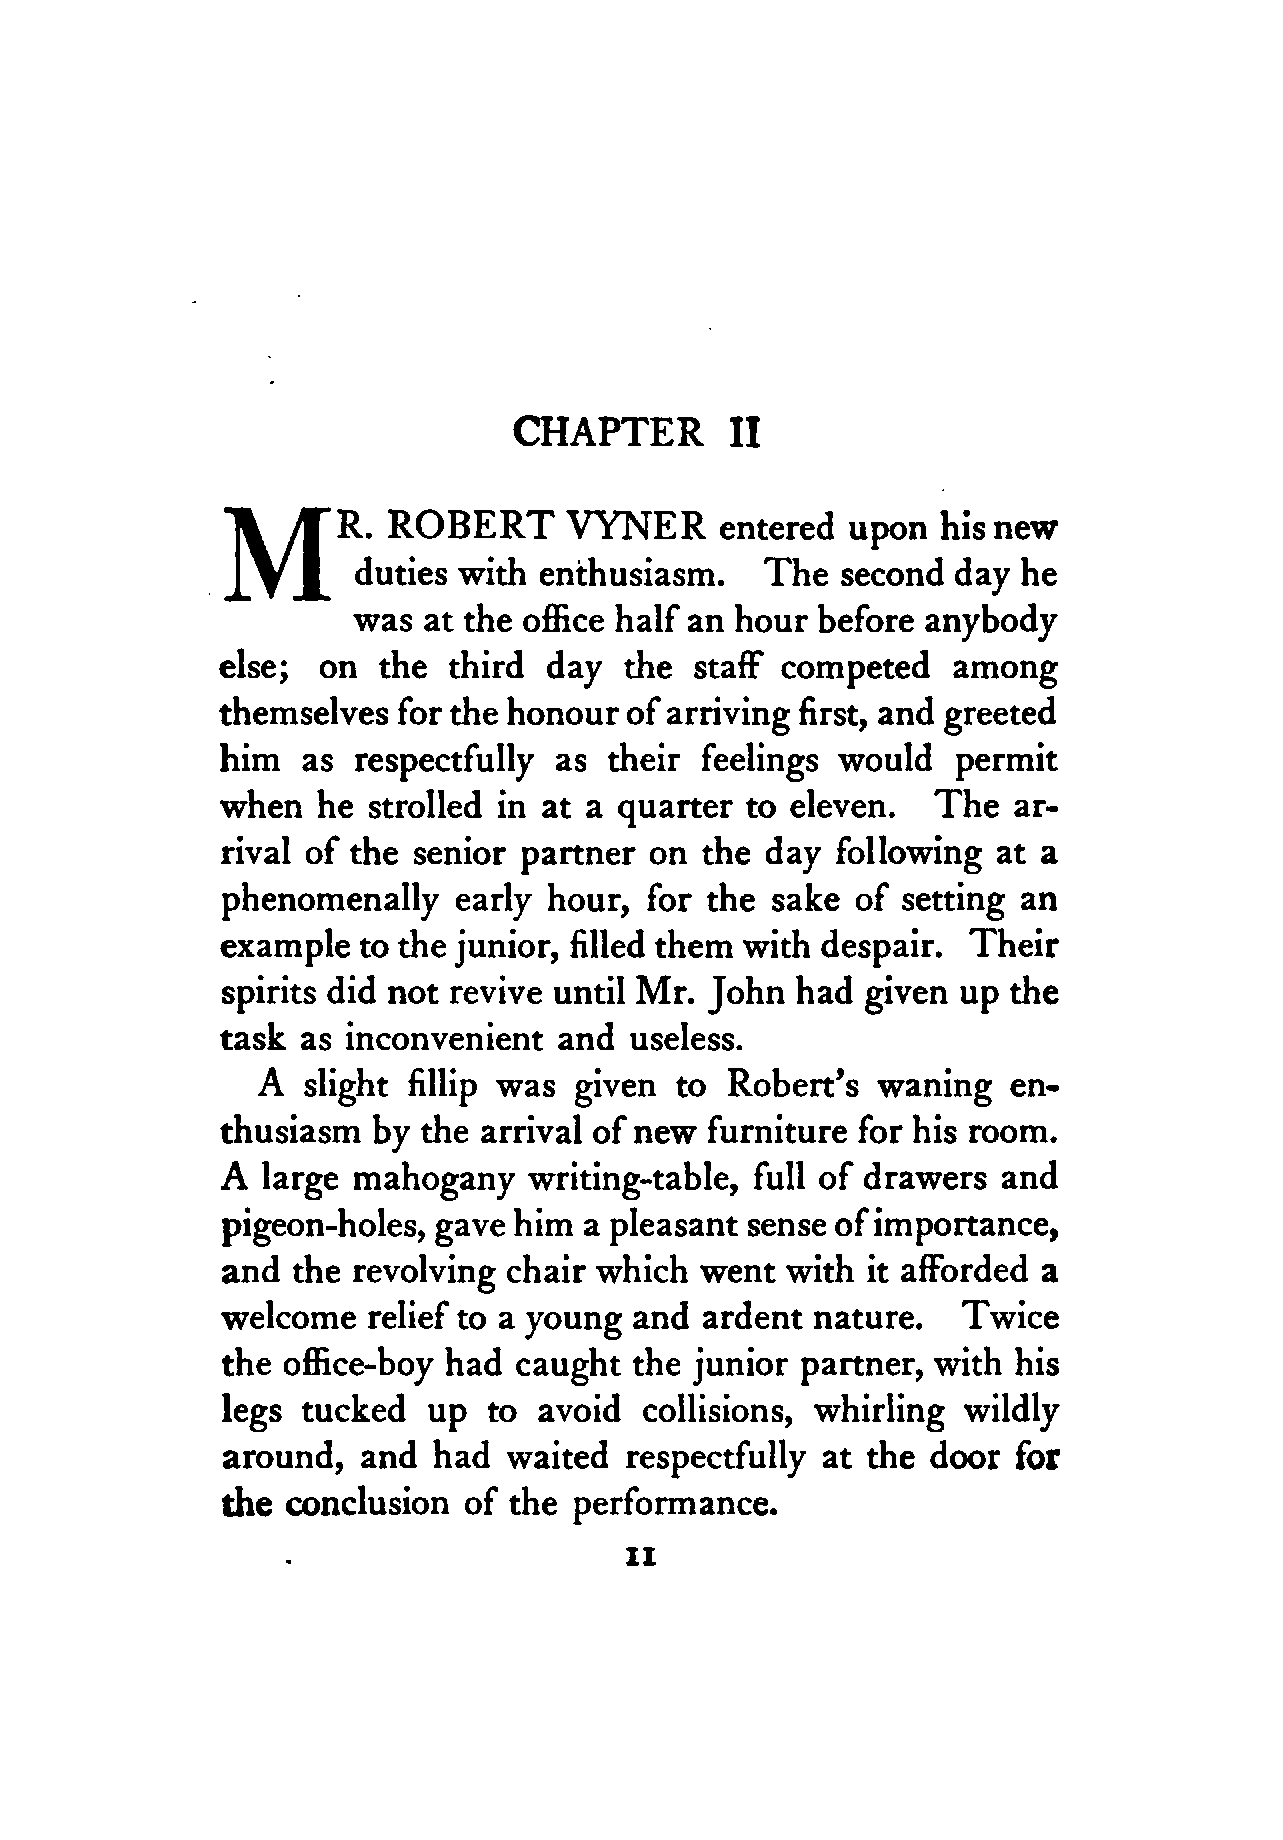 CHAPTER II
MR. ROBERT VYNER entered upon his new
duties with enthusiasm. The second day he
was at the office half an hour before anybody
else; on the third day the staff competed among
themselves for the honour of arriving first, and greeted
him as respectfully as their feelings would permit
when he strolled in at a quarter to eleven. The ar-
rival of the senior partner on the day following at a
phenomenally early hour, for the sake of setting an
example to the junior, filled them with despair. Their
spirits did not revive until Mr. John had given up the
task as inconvenient and useless.
A slight fillip was given to Robert's waning en-
thusiasm by the arrival of new furniture for his room.
A large mahogany writing-table, full of drawers and
pigeon-holes, gave him a pleasant sense of importance,
and the revolving chair which went with it afforded a
welcome relief to a young and ardent nature. Twice
the office-boy had caught the junior partner, with his
legs tucked up to avoid collisions, whirling wildly
around, and had waited respectfully at the door for
the conclusion of the performance.
11